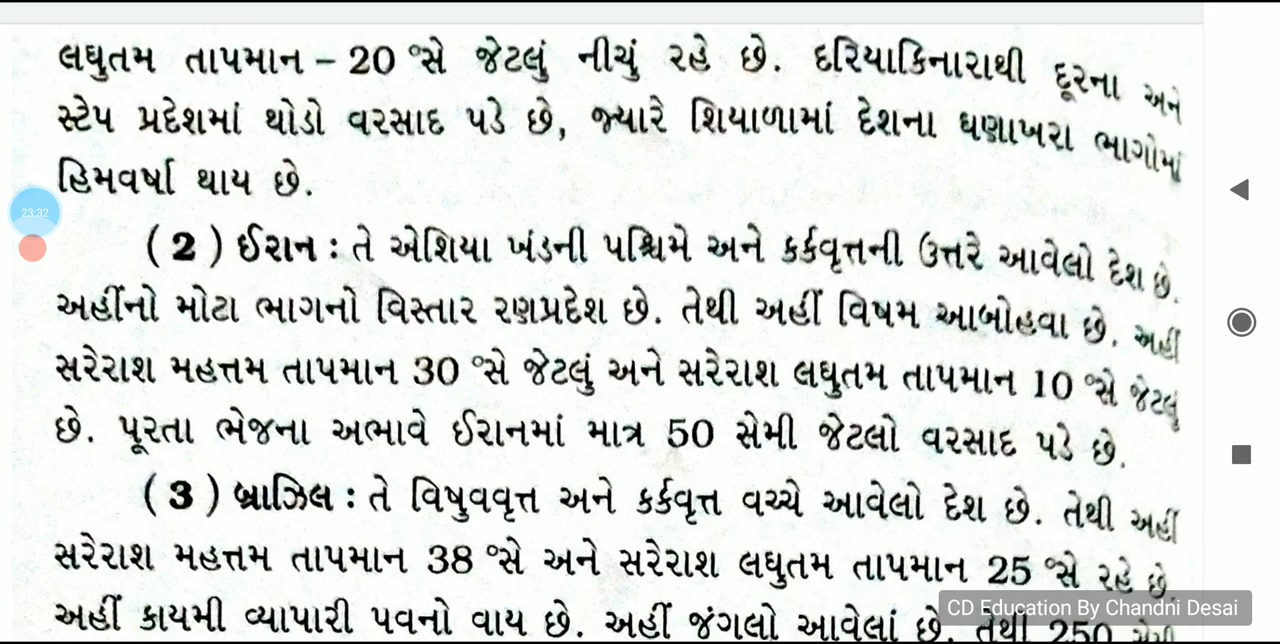 લઘુતમ તાપમાન – 20 °સે જેટલું નીચું રહે છે. દરિયાકિનારાથી દૂરના અને
સ્ટેપ પ્રદેશમાં થોડો વરસાદ પડે છે, જ્યારે શિયાળામાં દેશના ઘણાખરા ભાગોમાં
હિમવર્ષા થાય છે.
23:32
( 2 ) ઈરાન : તે એશિયા ખંડની પશ્ચિમે અને કર્કવૃત્તની ઉત્તરે આવેલો દેશ છે.
અહીંનો મોટા ભાગનો વિસ્તાર રણપ્રદેશ છે. તેથી અહીં વિષમ આબોહવા છે. અહીં
સરેરાશ મહત્તમ તાપમાન 30 °સે જેટલું અને સરેરાશ લઘુતમ તાપમાન 10 °સે જેટલું
છે. પૂરતા ભેજના અભાવે ઈરાનમાં માત્ર 50 સેમી જેટલો વરસાદ પડે છે.
( 3 ) બ્રાઝિલ : તે વિષુવવૃત્ત અને કર્કવૃત્ત વચ્ચે આવેલો દેશ છે. તેથી અહીં
સરેરાશ મહત્તમ તાપમાન 38 °સે અને સરેરાશ લઘુતમ તાપમાન 25 °સે રહે છે.
અહીં કાયમી વ્યાપારી પવનો વાય છે. અહીં જંગલો આવેલાં છે. તેથી 250 સેમી
CD Education By Chandni Desai